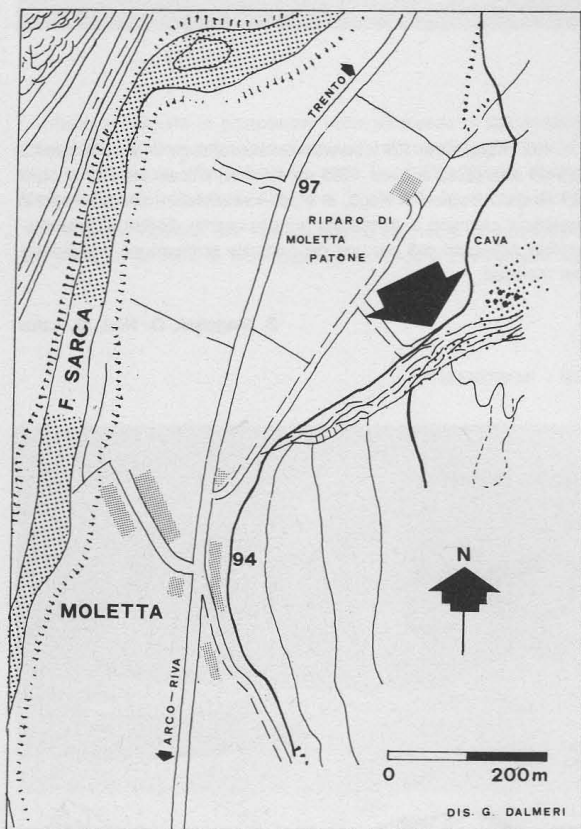 TRENTO
97
RIPARO DI
MOLETTA
PATONE
CAVA
F. SARCA
94
N
MOLETTA
ARCO–RIVA
0 200m
DIS. G. DALMERI